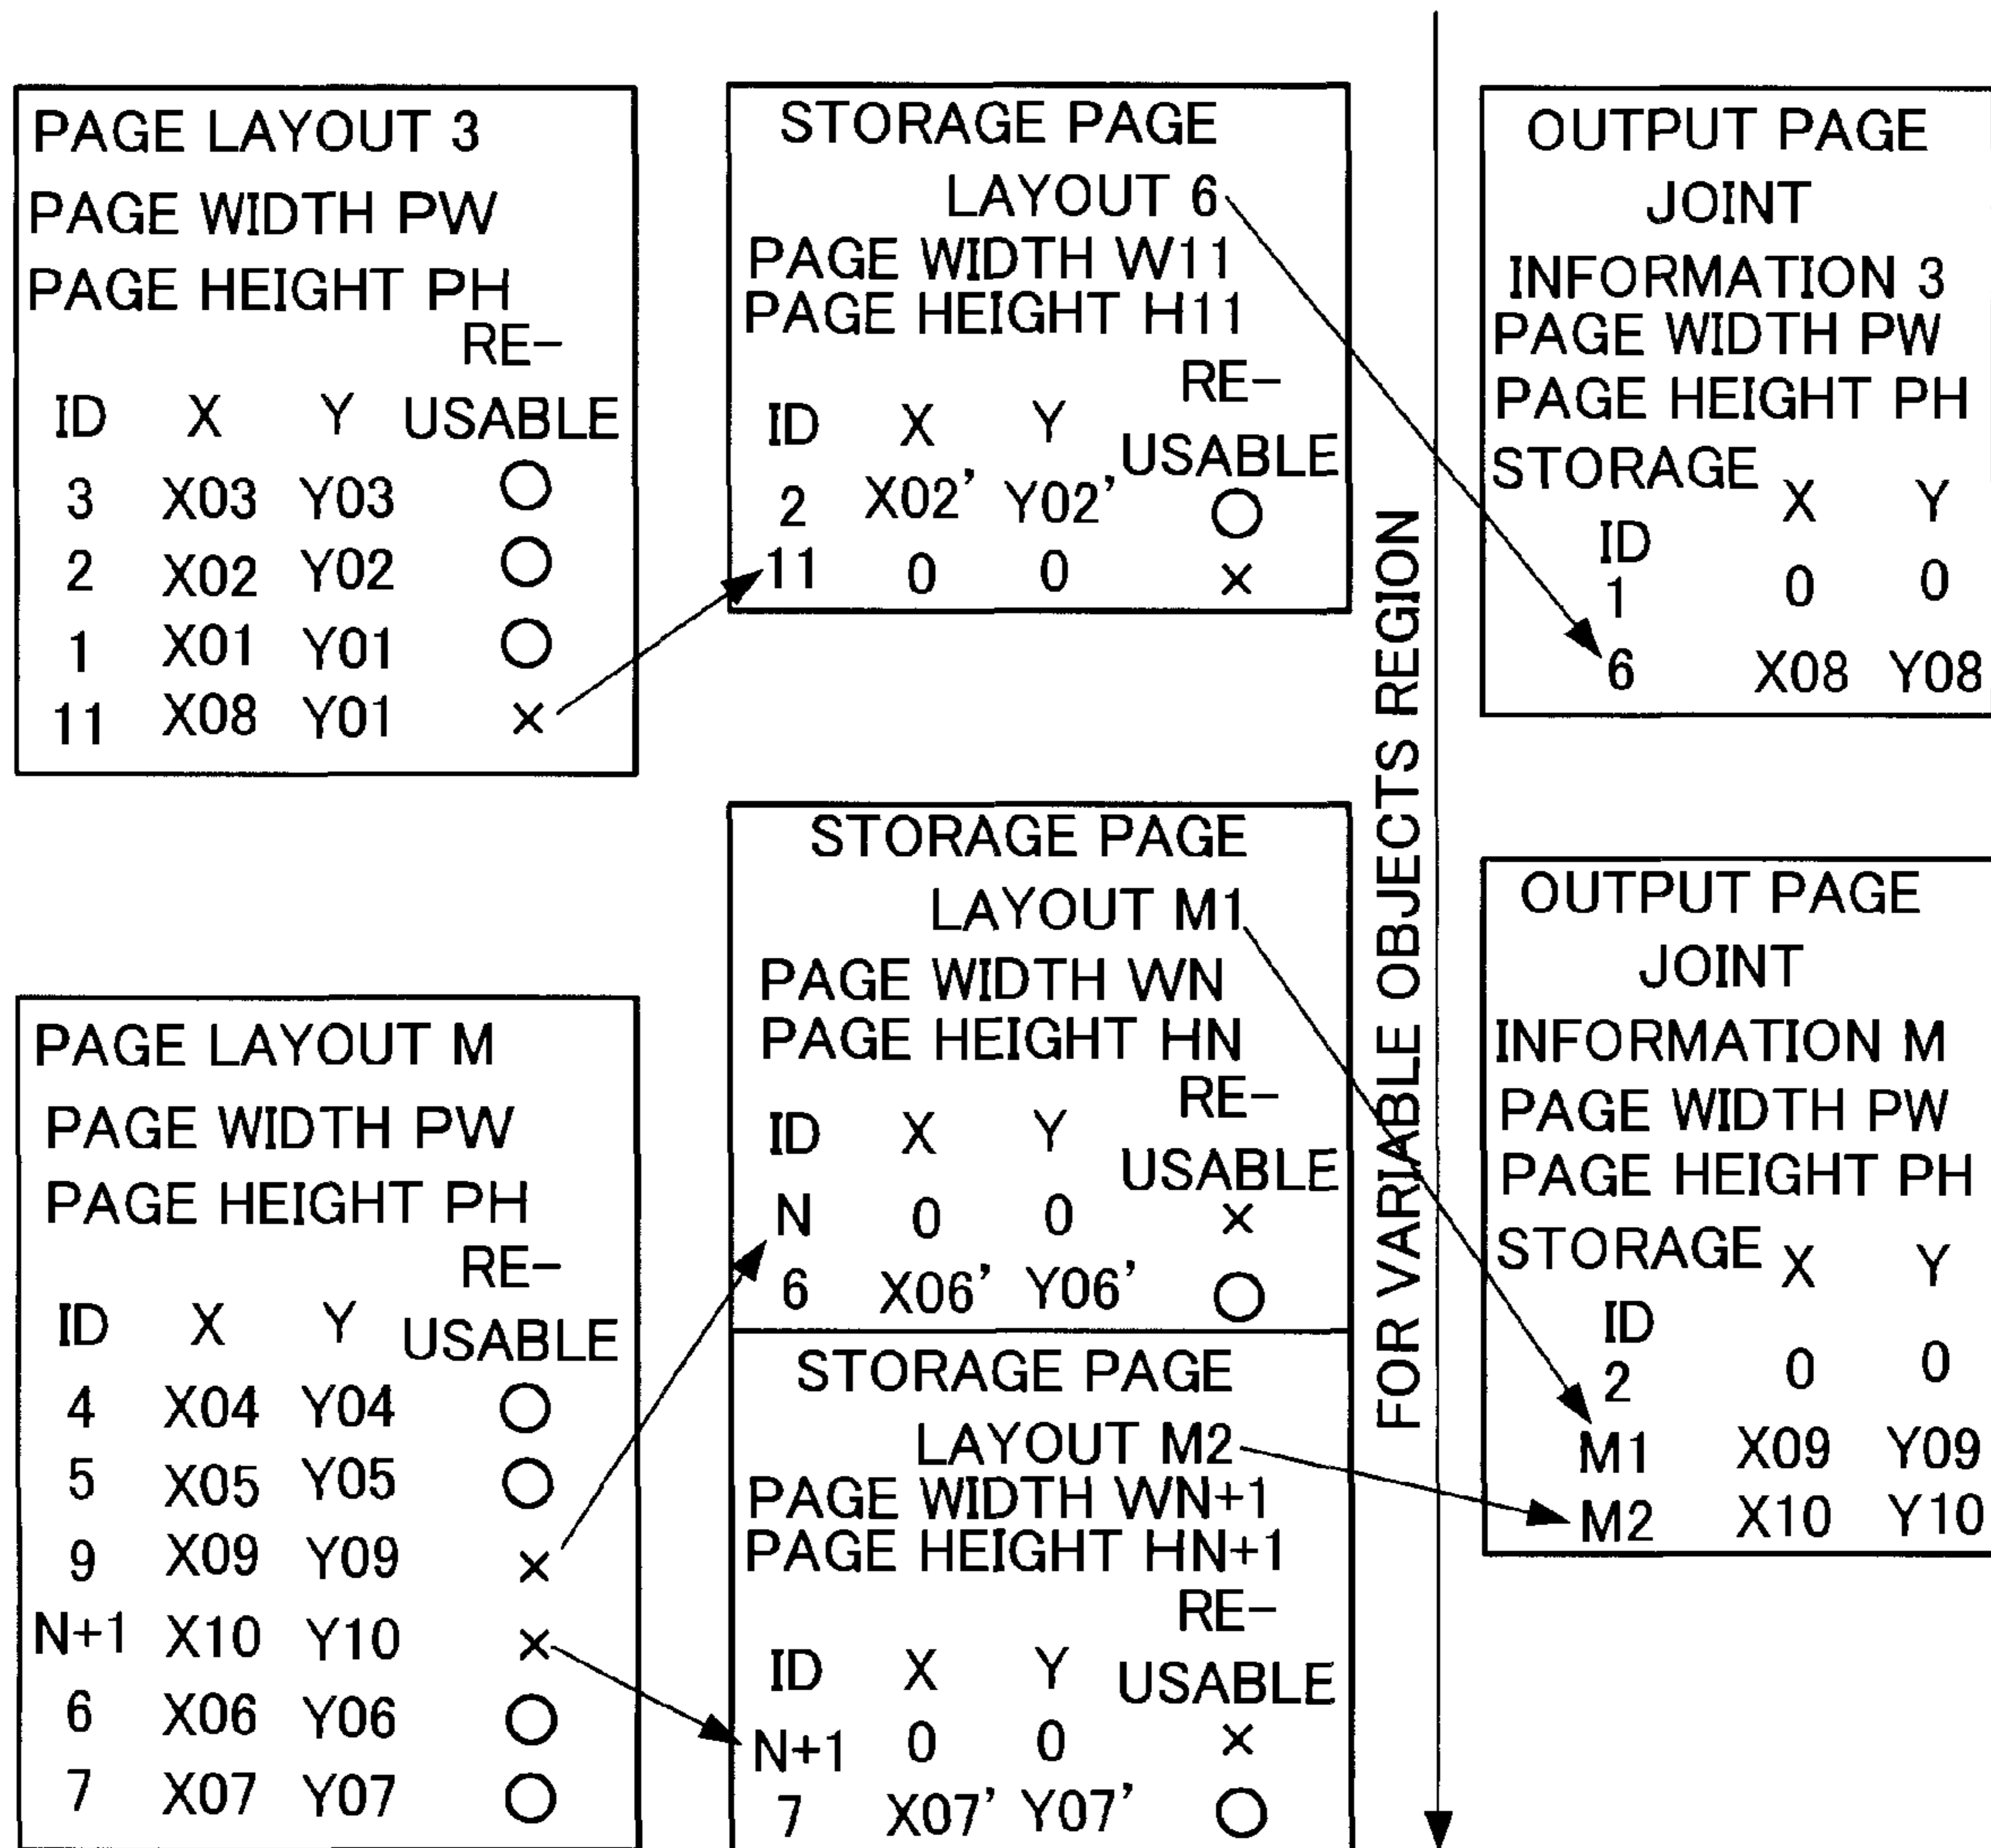 PAGE LAYOUT 3
PAGE WIDTH PW
PAGE HEIGHT PH
RE-
ID X Y USABLE
3 X03 Y03 ○
2 X02 Y02 ○
1 X01 Y01 ○
11 X08 Y01 ×
STORAGE PAGE
LAYOUT 6
PAGE WIDTH W11
PAGE HEIGHT H11
RE-
ID X Y USABLE
2 X02' Y02' ○
11 0 0 ×
FOR VARIABLE OBJECTS REGION
OUTPUT PAGE
JOINT
INFORMATION 3
PAGE WIDTH PW
PAGE HEIGHT PH
STORAGE X Y
ID
1 0 0
6 X08 Y08
PAGE LAYOUT M
PAGE WIDTH PW
PAGE HEIGHT PH
RE-
ID X Y USABLE
4 X04 Y04 ○
5 X05 Y05 ○
9 X09 Y09 ×
N+1 X10 Y10 ×
6 X06 Y06 ○
7 X07 Y07 ○
STORAGE PAGE
LAYOUT M1
PAGE WIDTH WN
PAGE HEIGHT HN
RE-
ID X Y USABLE
N 0 0 ×
6 X06' Y06' ○
STORAGE PAGE
LAYOUT M2
PAGE WIDTH WN+1
PAGE HEIGHT HN+1
RE-
ID X Y USABLE
N+1 0 0 ×
7 X07' Y07' ○
OUTPUT PAGE
JOINT
INFORMATION M
PAGE WIDTH PW
PAGE HEIGHT PH
STORAGE X Y
ID
2 0 0
M1 X09 Y09
M2 X10 Y10